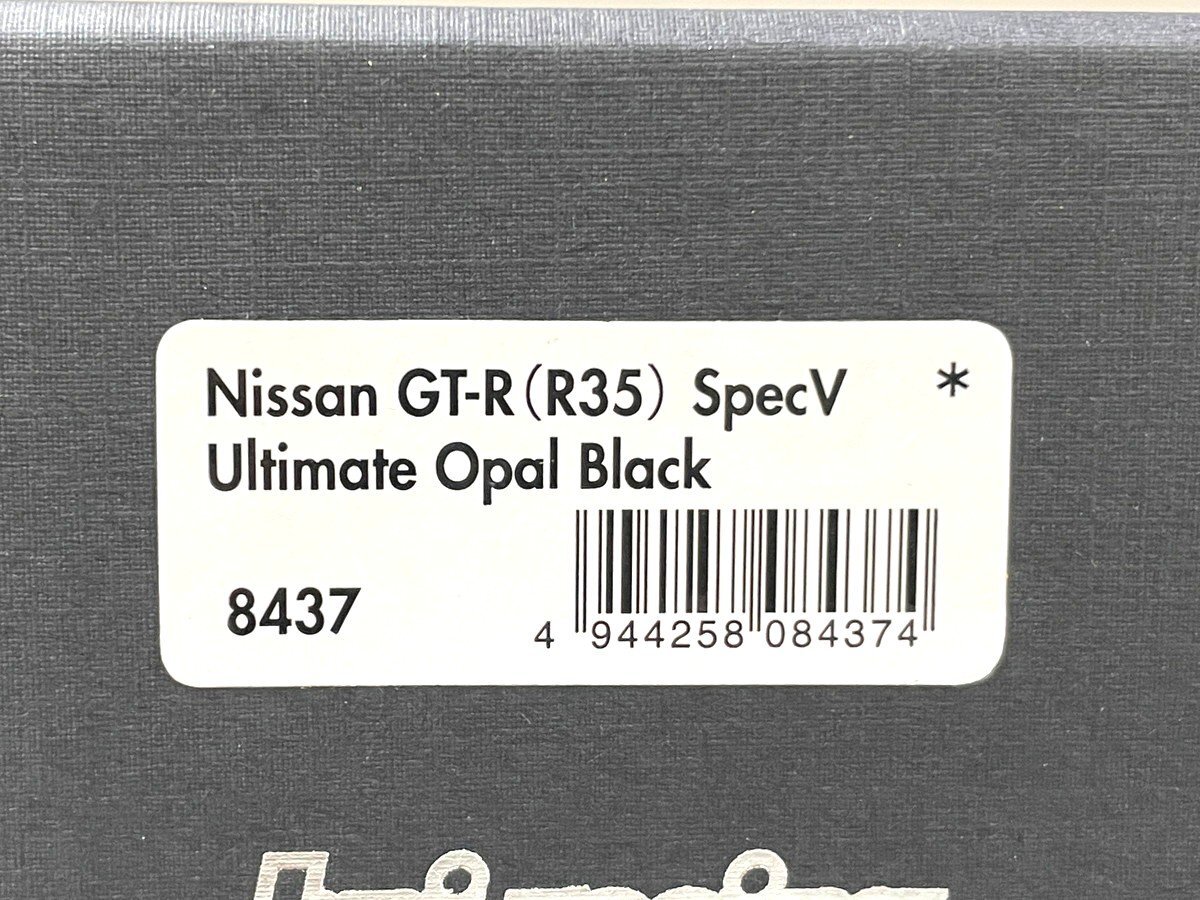 Nissan GT-R(R35) SpecV *
Ultimate Opal Black
8437
4 944258 084374